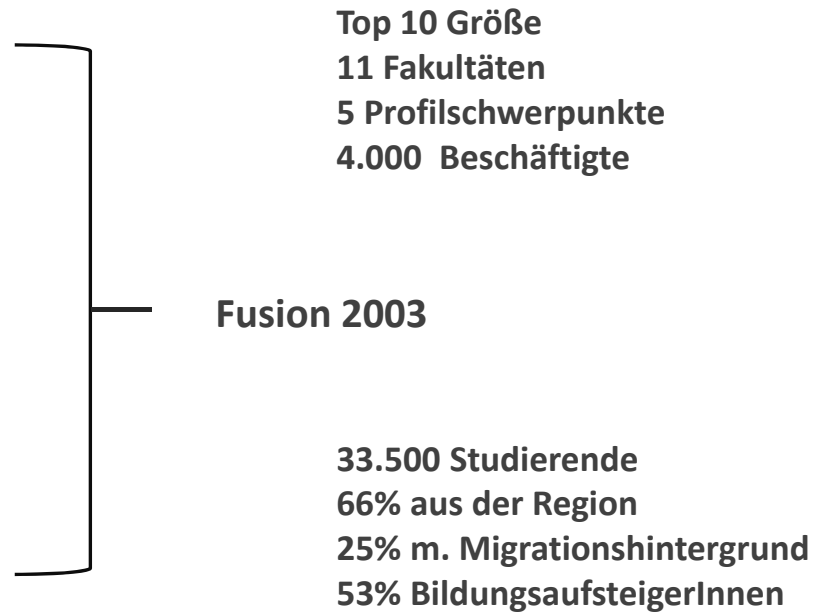 Top 10 Größe
11 Fakultäten
5 Profilschwerpunkte
4.000 Beschäftigte
Fusion 2003
33.500 Studierende
66% aus der Region
25% m. Migrationshintergrund
53% BildungsaufsteigerInnen